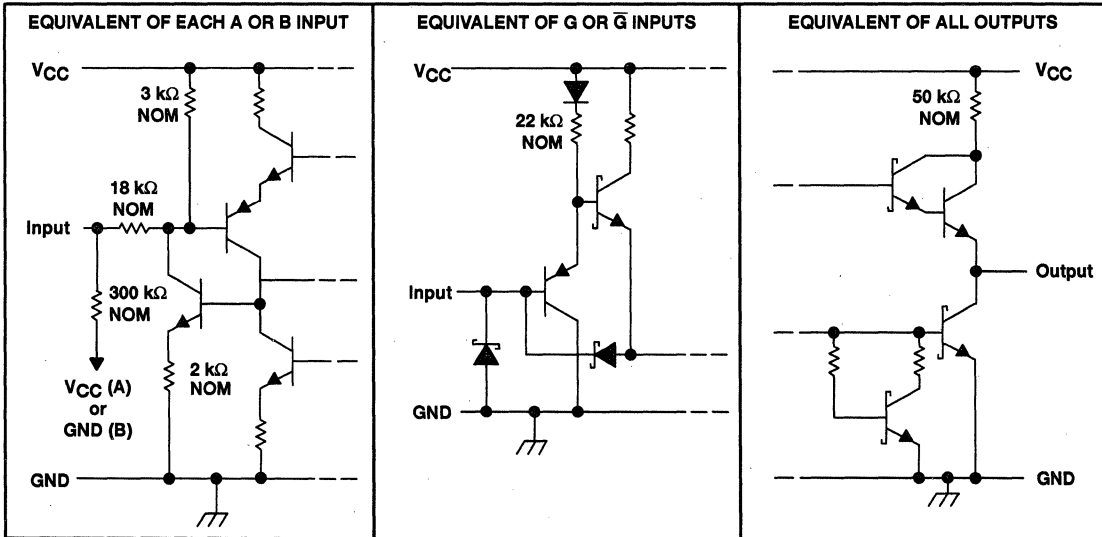 EQUIVALENT OF EACH A OR B INPUT
VCC
3 kΩ
NOM
18 kΩ
NOM
Input
300 kΩ
NOM
VCC (A)
or
GND (B)
2 kΩ
NOM
GND
EQUIVALENT OF G OR G̅ INPUTS
VCC
22 kΩ
NOM
Input
GND
EQUIVALENT OF ALL OUTPUTS
VCC
50 kΩ
NOM
Output
GND